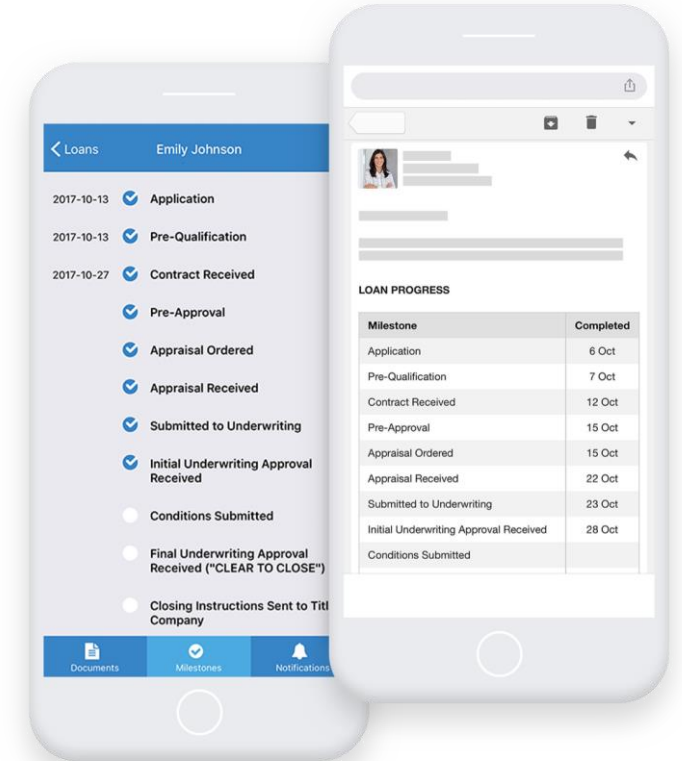 Loans
Emily Johnson
2017-10-13 Application
2017-10-13 Pre-Qualification
2017-10-27 Contract Received
Pre-Approval
Appraisal Ordered
Appraisal Received
Submitted to Underwriting
Initial Underwriting Approval
Received
Conditions Submitted
Final Underwriting Approval
Received ("CLEAR TO CLOSE")
Closing Instructions Sent to
Company
Documents
Milestones
Notifications
LOAN PROGRESS
Milestone Completed
Application 6 Oct
Pre-Qualification 7 Oct
Contract Received 12 Oct
Pre-Approval 15 Oct
Appraisal Ordered 15 Oct
Appraisal Received 22 Oct
Submitted to Underwriting 23 Oct
Initial Underwriting Approval Received 28 Oct
Conditions Submitted